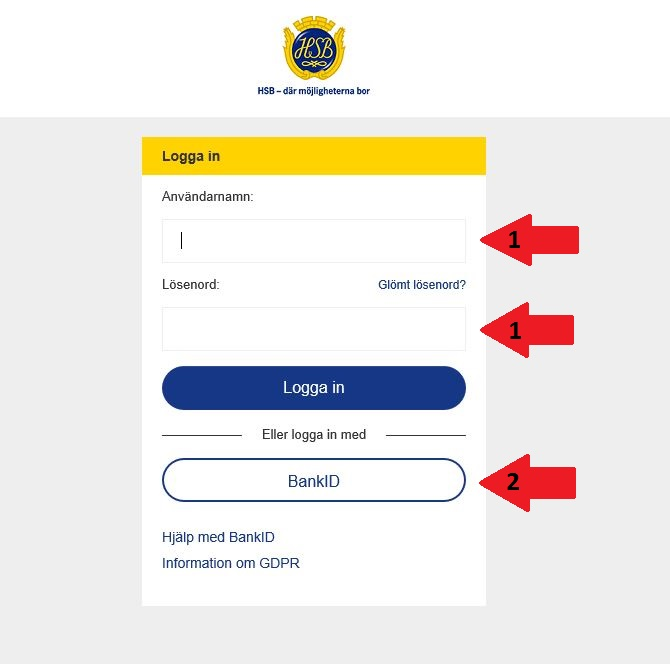 HSB
HSB – där möjligheterna bor
Logga in
Användarnamn:
1
Lösenord: Glömt lösenord?
1
Logga in
Eller logga in med
BankID
2
Hjälp med BankID
Information om GDPR